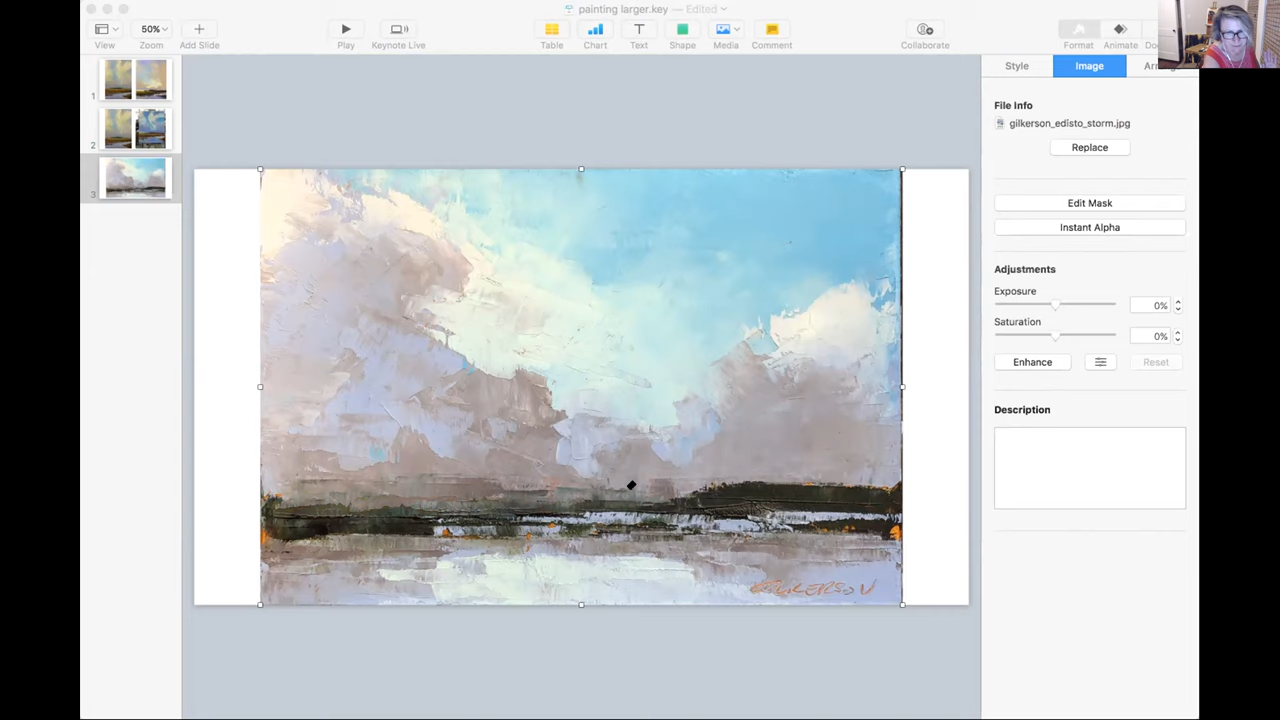 painting larger.key — Edited
50%
View
Zoom
Add Slide
Play
Keynote Live
Table
Chart
Text
Shape
Media
Comment
Collaborate
Format
Animate
Style
Image
1
2
3
File Info
gilkerson_edisto_storm.jpg
Replace
Edit Mask
Instant Alpha
Adjustments
Exposure
0%
Saturation
0%
Enhance
Reset
Description
GILKERSON